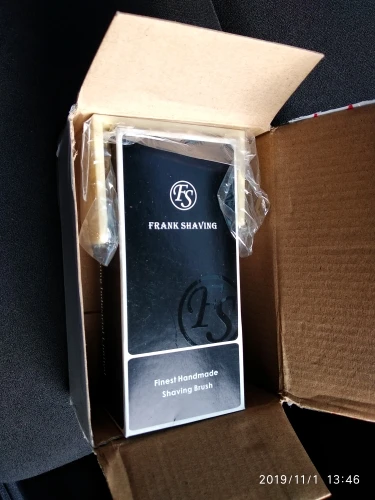 FS
FRANK SHAVING
FS
Finest Handmade
Shaving Brush
2019/11/1 13:46